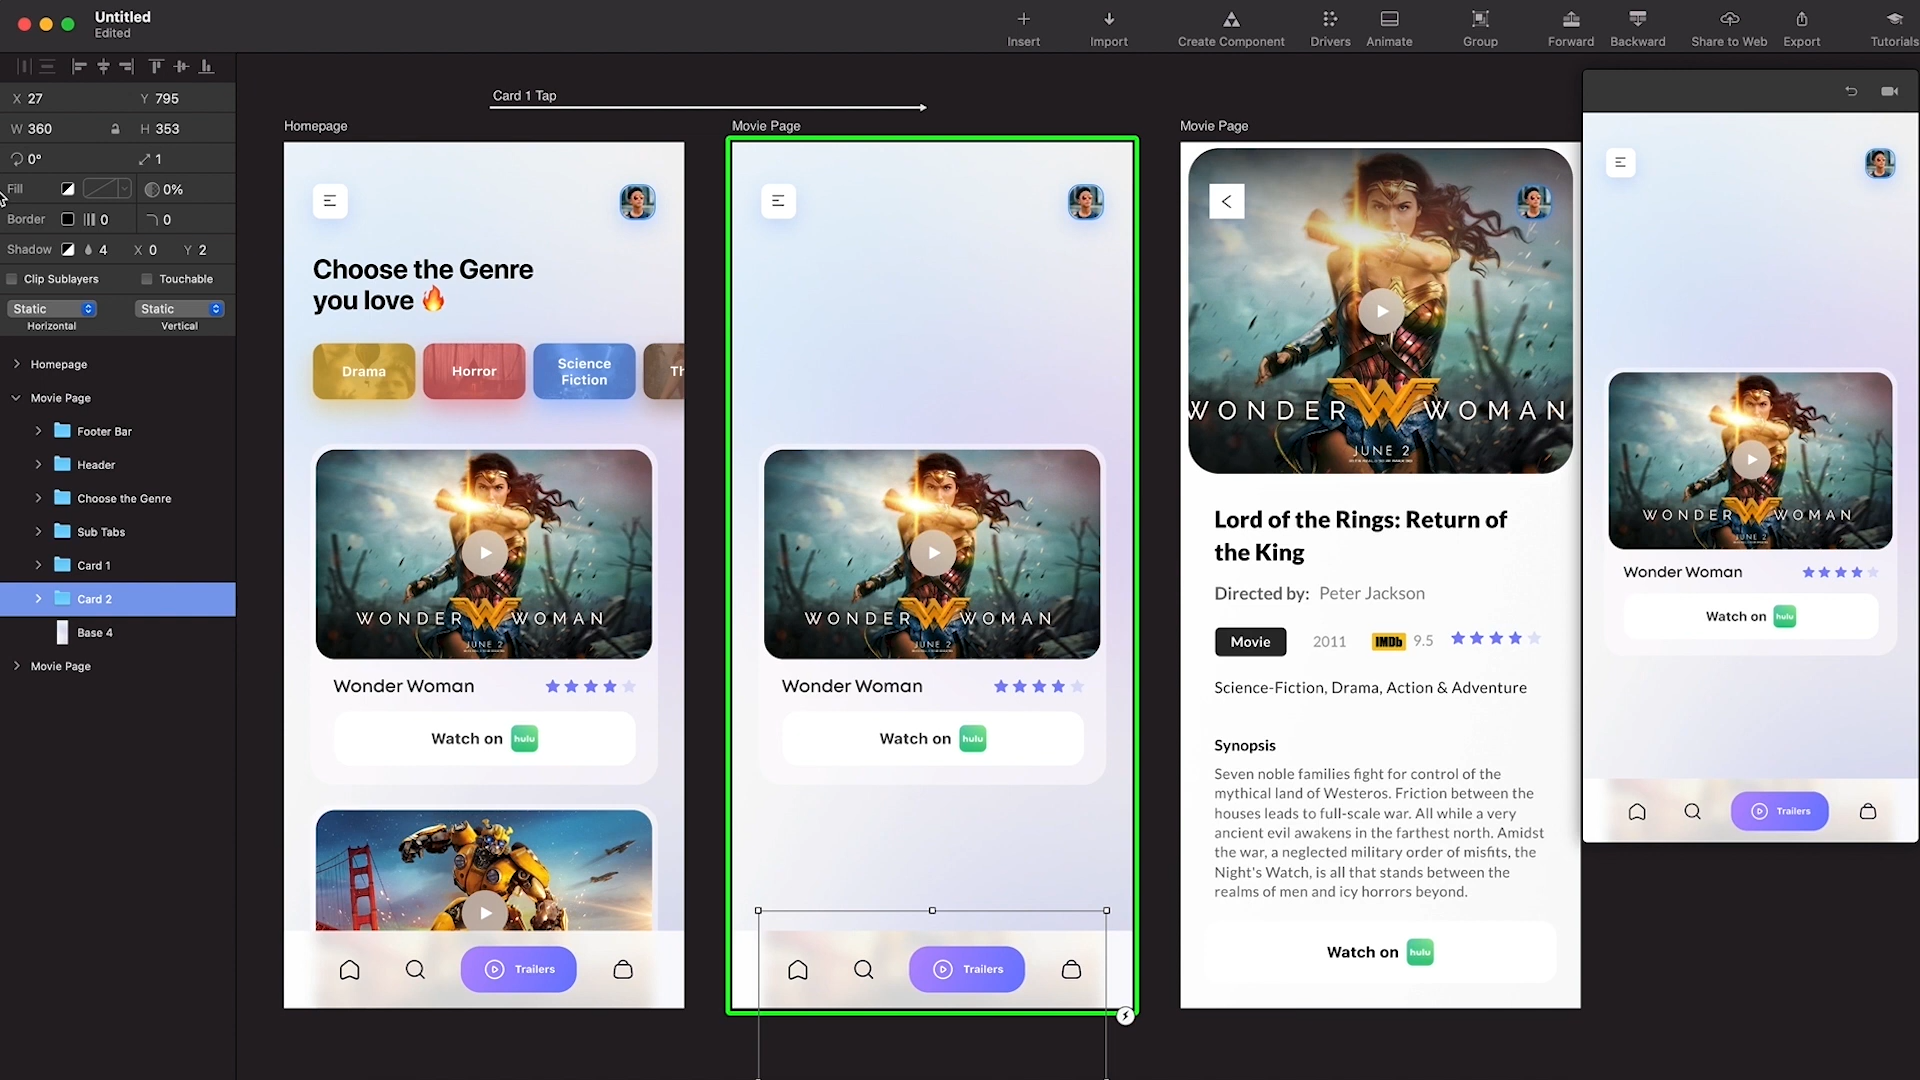 Untitled
Edited
Insert
Import
Create Component
Drivers
Animate
Group
Forward
Backward
Share to Web
Export
Tutorials
X 27
Y 795
W 360
H 353
0°
1
Fill
0%
Border
0
0
Shadow
4
X 0
Y 2
Clip Sublayers
Touchable
Static
Static
Horizontal
Vertical
Homepage
Movie Page
Footer Bar
Header
Choose the Genre
Sub Tabs
Card 1
Card 2
Base 4
Movie Page
Card 1 Tap
Homepage
Choose the Genre
you love 🔥
Drama
Horror
Science
Fiction
Th
WONDER WOMAN
JUNE 2
Wonder Woman
Watch on hulu
Trailers
Movie Page
WONDER WOMAN
JUNE 2
Wonder Woman
Watch on hulu
Trailers
Movie Page
WONDER WOMAN
JUNE 2
Lord of the Rings: Return of
the King
Directed by: Peter Jackson
Movie
2011
IMDb 9.5
Science-Fiction, Drama, Action & Adventure
Synopsis
Seven noble families fight for control of the
mythical land of Westeros. Friction between the
houses leads to full-scale war. All while a very
ancient evil awakens in the farthest north. Amidst
the war, a neglected military order of misfits, the
Night's Watch, is all that stands between the
realms of men and icy horrors beyond.
Watch on hulu
WONDER WOMAN
JUNE 2
Wonder Woman
Watch on hulu
Trailers